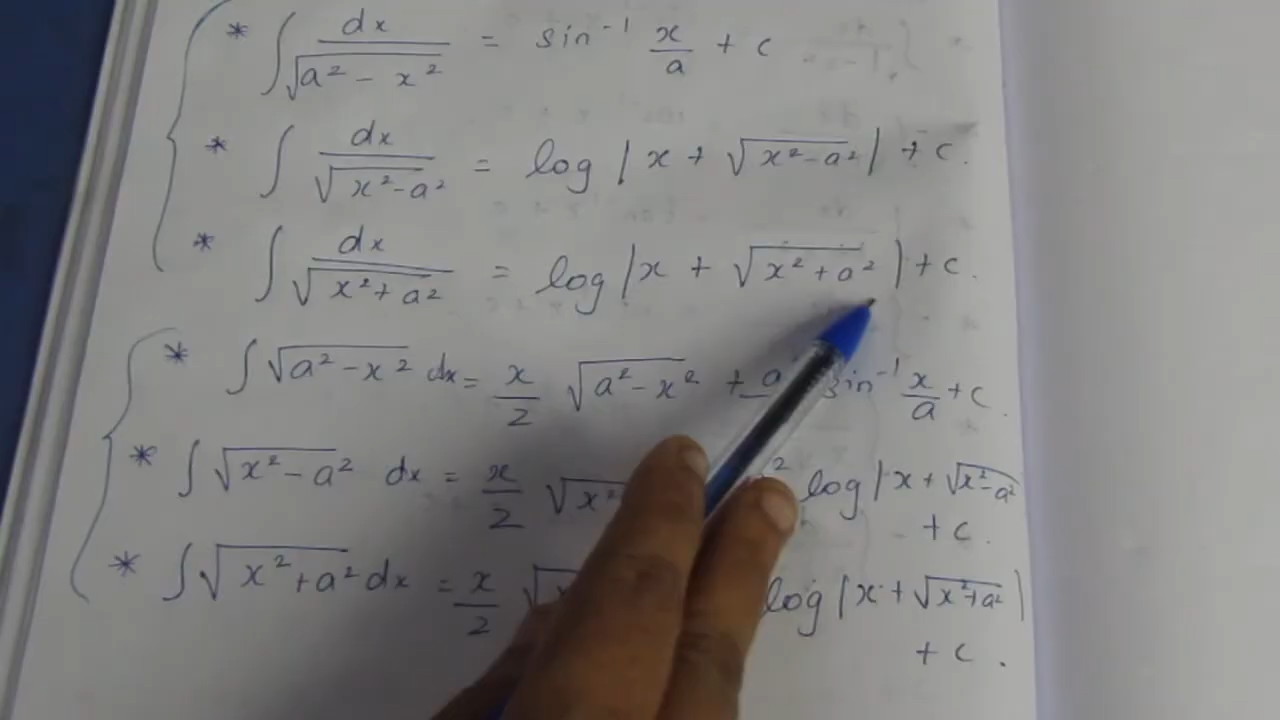 * ∫ dx/√(a² - x²) = sin⁻¹ x/a + c
* ∫ dx/√(x²-a²) = log |x + √(x²-a²)| + c.
* ∫ dx/√(x²+a²) = log |x + √(x²+a²)| + c.
* ∫ √(a²-x²) dx = x/2 √(a²-x²) + a sin⁻¹ x/a + c.
* ∫ √(x²-a²) dx = x/2 √x² ² log |x + √(x²-a²)
+ c.
* ∫ √(x²+a²) dx = x/2 √x log |x + √(x²+a²)|
+ c.